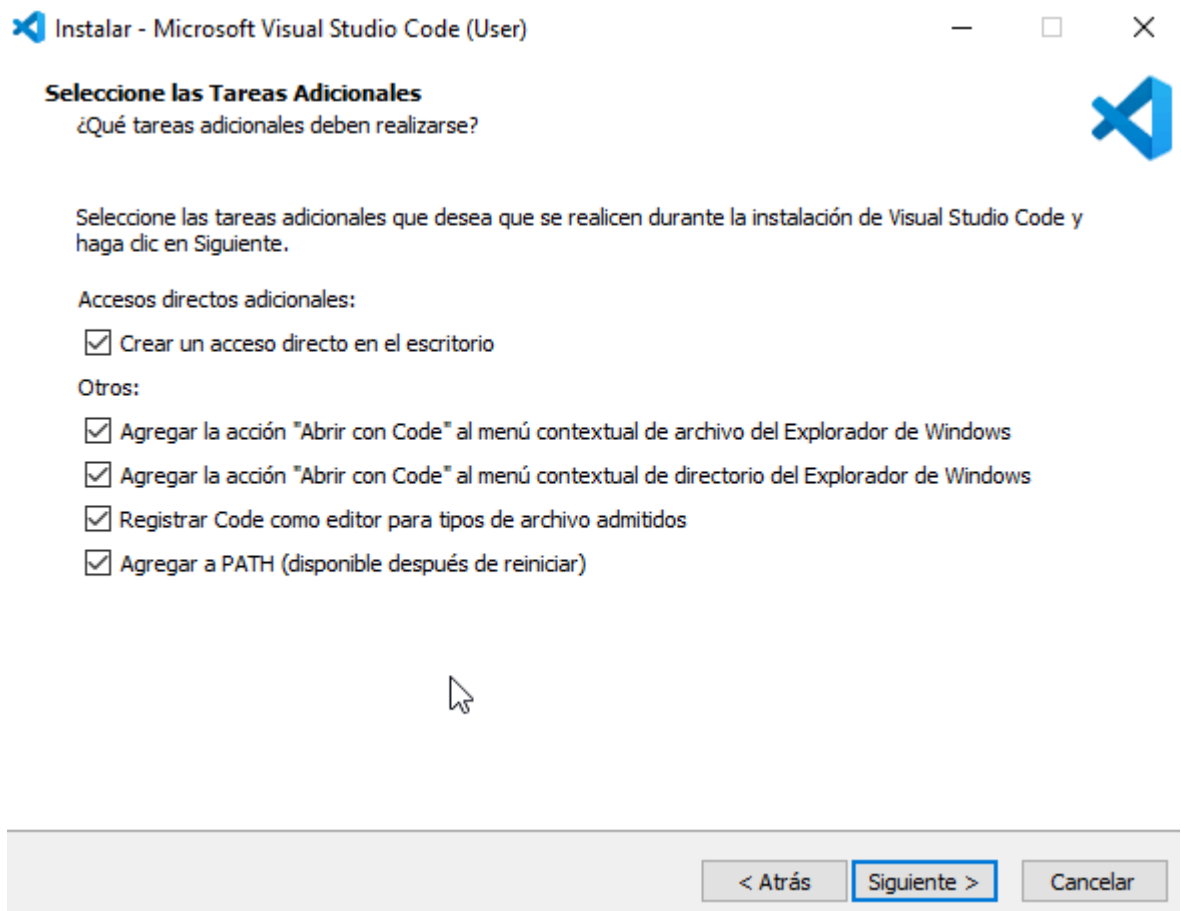 Instalar - Microsoft Visual Studio Code (User)
Seleccione las Tareas Adicionales
¿Qué tareas adicionales deben realizarse?
Seleccione las tareas adicionales que desea que se realicen durante la instalación de Visual Studio Code y
haga clic en Siguiente.
Accesos directos adicionales:
Crear un acceso directo en el escritorio
Otros:
Agregar la acción "Abrir con Code" al menú contextual de archivo del Explorador de Windows
Agregar la acción "Abrir con Code" al menú contextual de directorio del Explorador de Windows
Registrar Code como editor para tipos de archivo admitidos
Agregar a PATH (disponible después de reiniciar)
< Atrás
Siguiente >
Cancelar